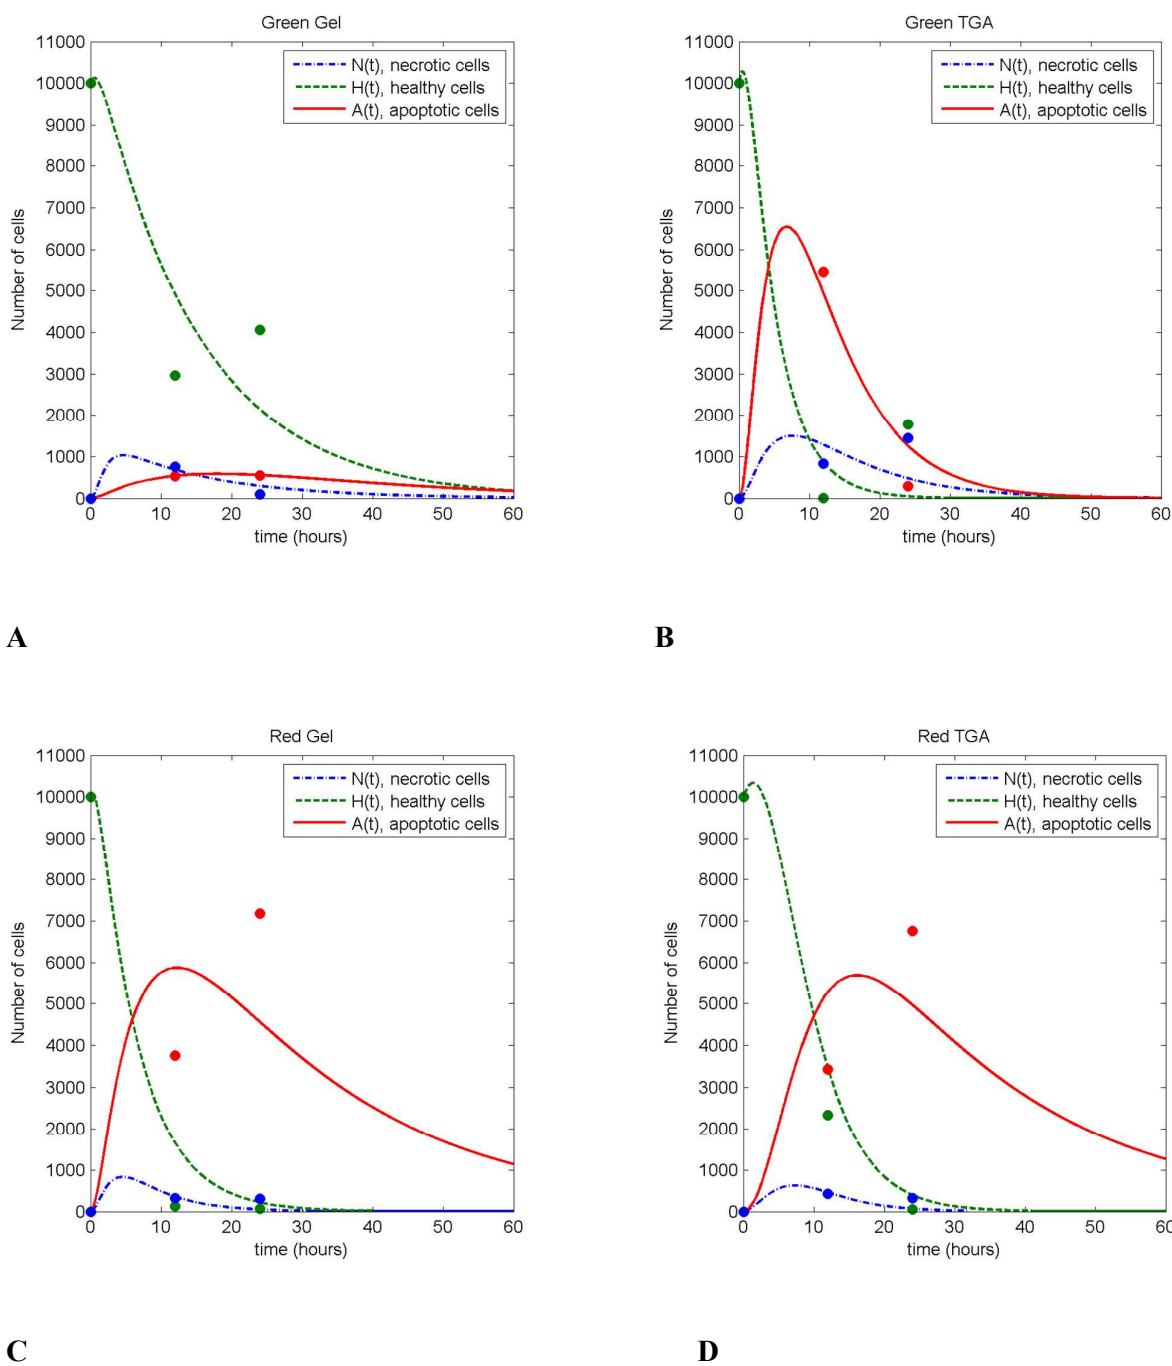 Green Gel
11000
10000
9000
8000
7000
6000
5000
4000
3000
2000
1000
0
Number of cells
N(t), necrotic cells
H(t), healthy cells
A(t), apoptotic cells
0 10 20 30 40 50 60
time (hours)
A
Green TGA
11000
10000
9000
8000
7000
6000
5000
4000
3000
2000
1000
0
Number of cells
N(t), necrotic cells
H(t), healthy cells
A(t), apoptotic cells
0 10 20 30 40 50 60
time (hours)
B
Red Gel
11000
10000
9000
8000
7000
6000
5000
4000
3000
2000
1000
0
Number of cells
N(t), necrotic cells
H(t), healthy cells
A(t), apoptotic cells
0 10 20 30 40 50 60
time (hours)
C
Red TGA
11000
10000
9000
8000
7000
6000
5000
4000
3000
2000
1000
0
Number of cells
N(t), necrotic cells
H(t), healthy cells
A(t), apoptotic cells
0 10 20 30 40 50 60
time (hours)
D